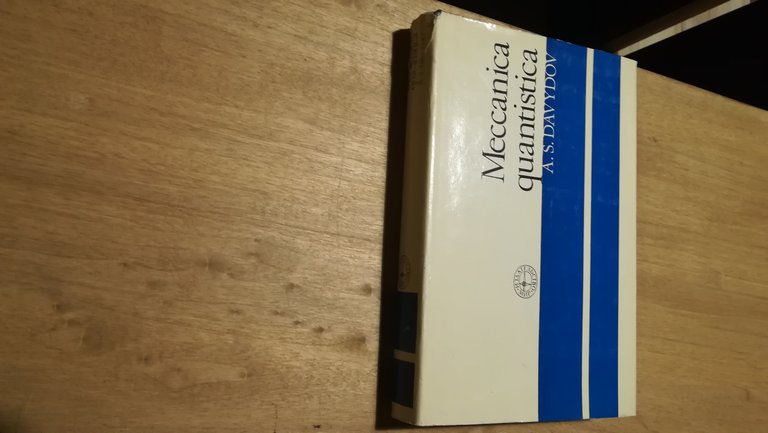 Meccanica
quantistica
A. S. DAVYDOV